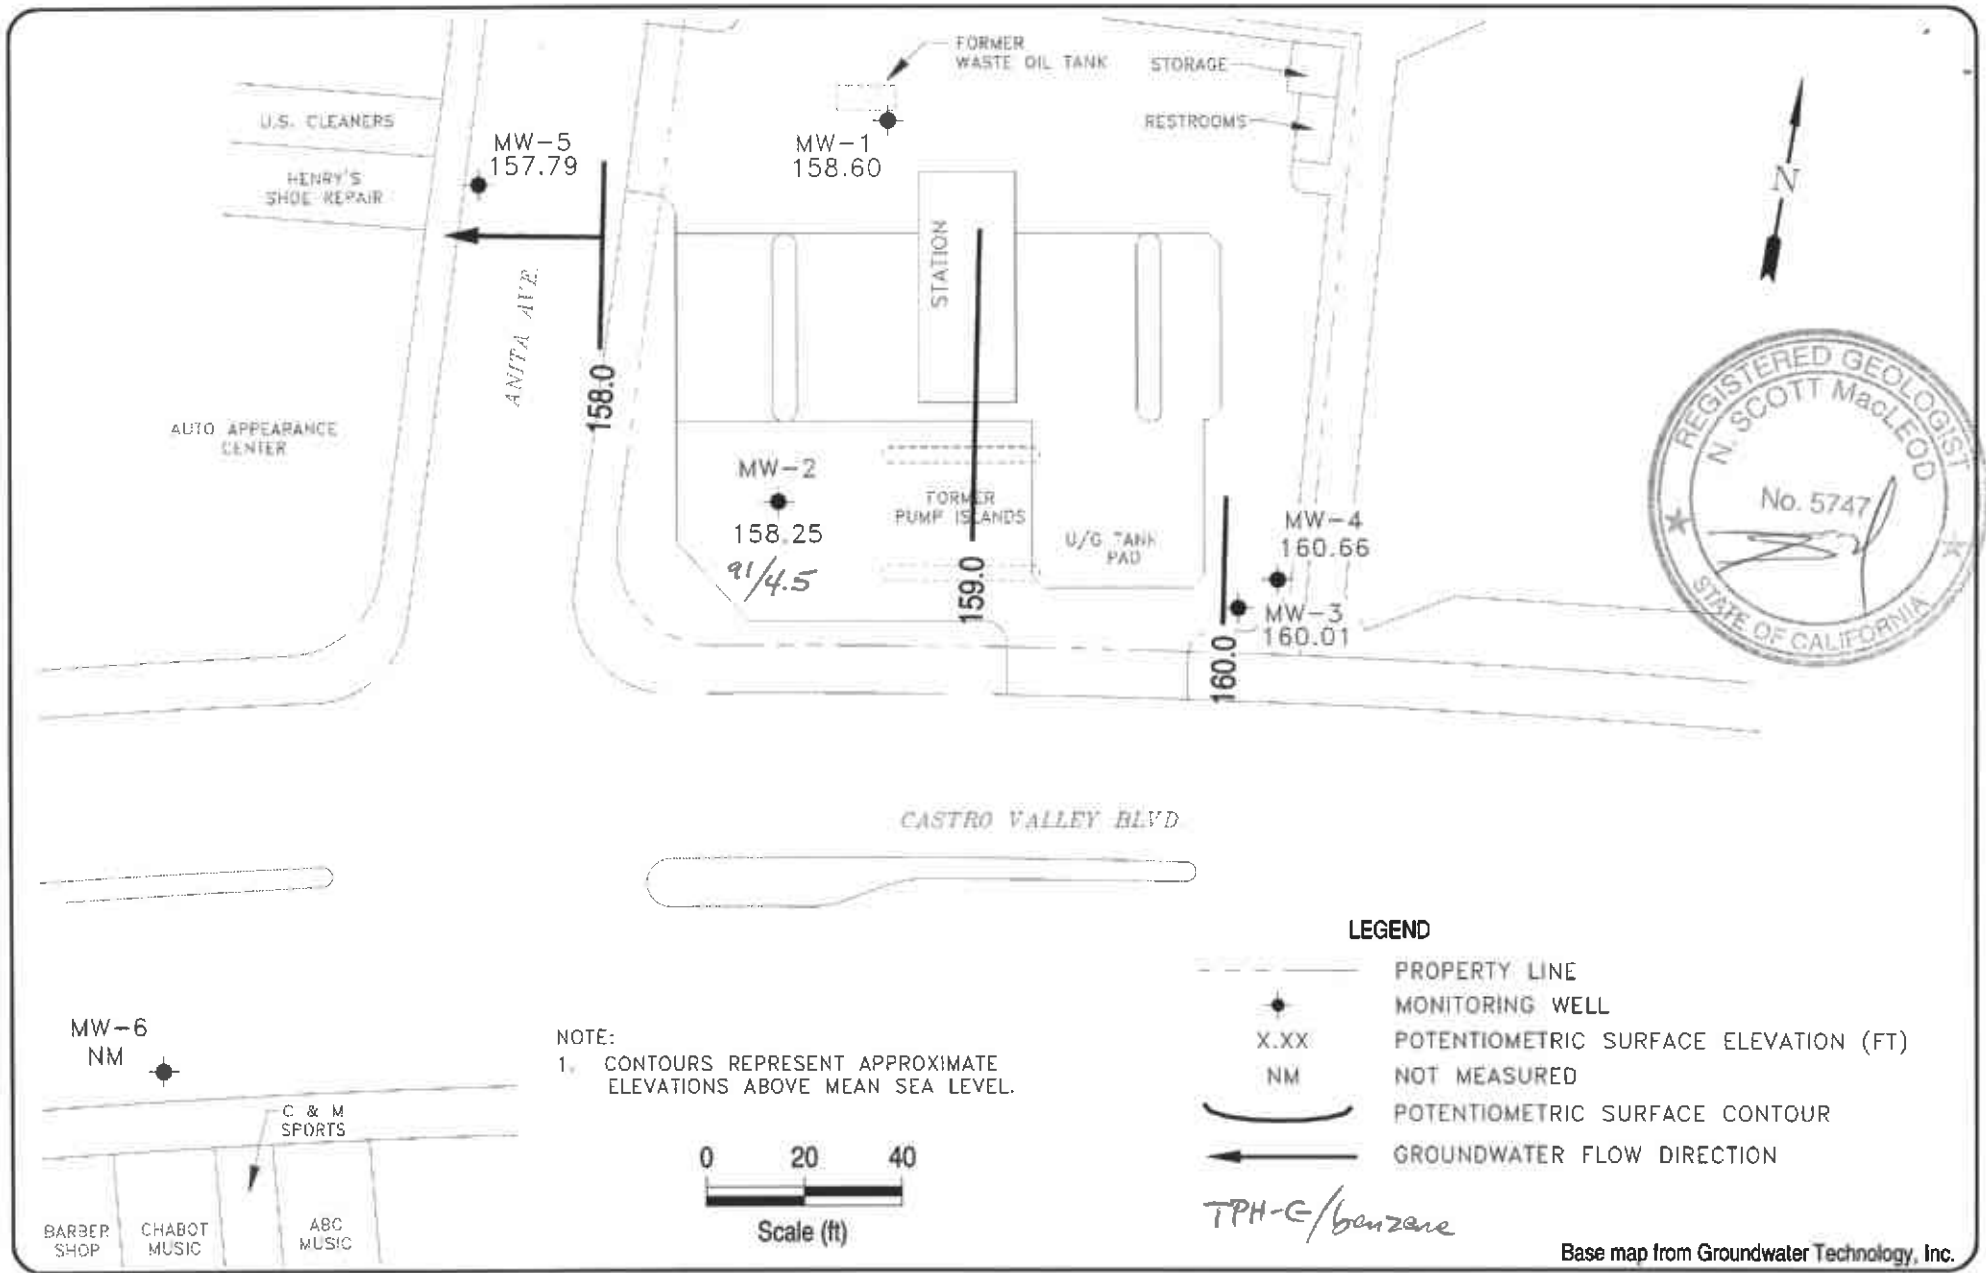 FORMER
WASTE OIL TANK
STORAGE
RESTROOMS
U.S. CLEANERS
HENRY'S
SHOE REPAIR
MW-5
157.79
MW-1
158.60
N
STATION
ANITA AVE.
158.0
AUTO APPEARANCE
CENTER
MW-2
158.25
91/4.5
FORMER
PUMP ISLANDS
159.0
U/G TANK
PAD
MW-4
160.66
MW-3
160.01
160.0
REGISTERED GEOLOGIST
N. SCOTT MacLEOD
No. 5747
STATE OF CALIFORNIA
CASTRO VALLEY BLVD
MW-6
NM
C & M
SPORTS
BARBER
SHOP
CHABOT
MUSIC
ABC
MUSIC
NOTE:
1. CONTOURS REPRESENT APPROXIMATE
ELEVATIONS ABOVE MEAN SEA LEVEL.
0 20 40
Scale (ft)
LEGEND
PROPERTY LINE
MONITORING WELL
X.XX POTENTIOMETRIC SURFACE ELEVATION (FT)
NM NOT MEASURED
POTENTIOMETRIC SURFACE CONTOUR
GROUNDWATER FLOW DIRECTION
TPH-G/benzene
Base map from Groundwater Technology, Inc.